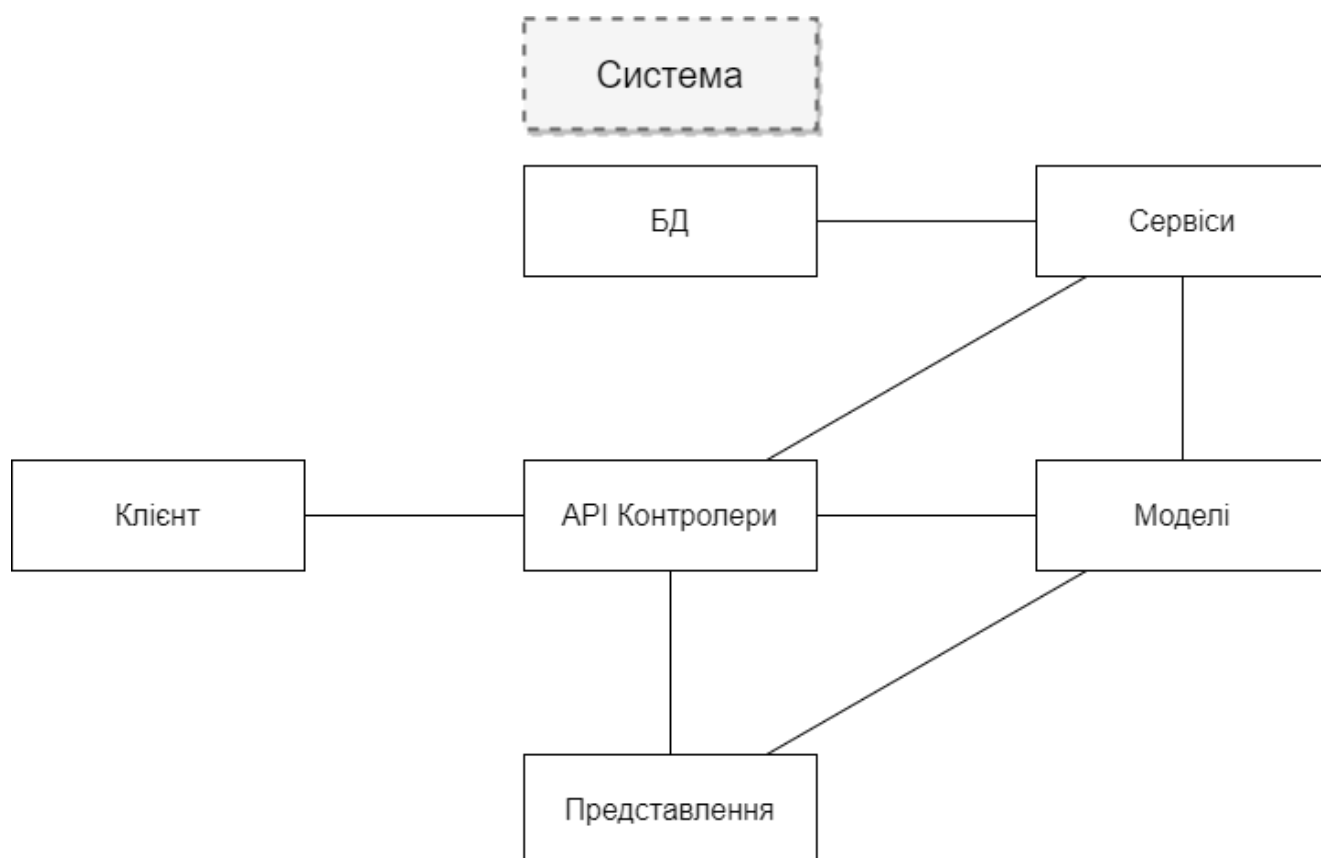 Система
БД
Сервіси
Клієнт
API Контролери
Моделі
Представлення